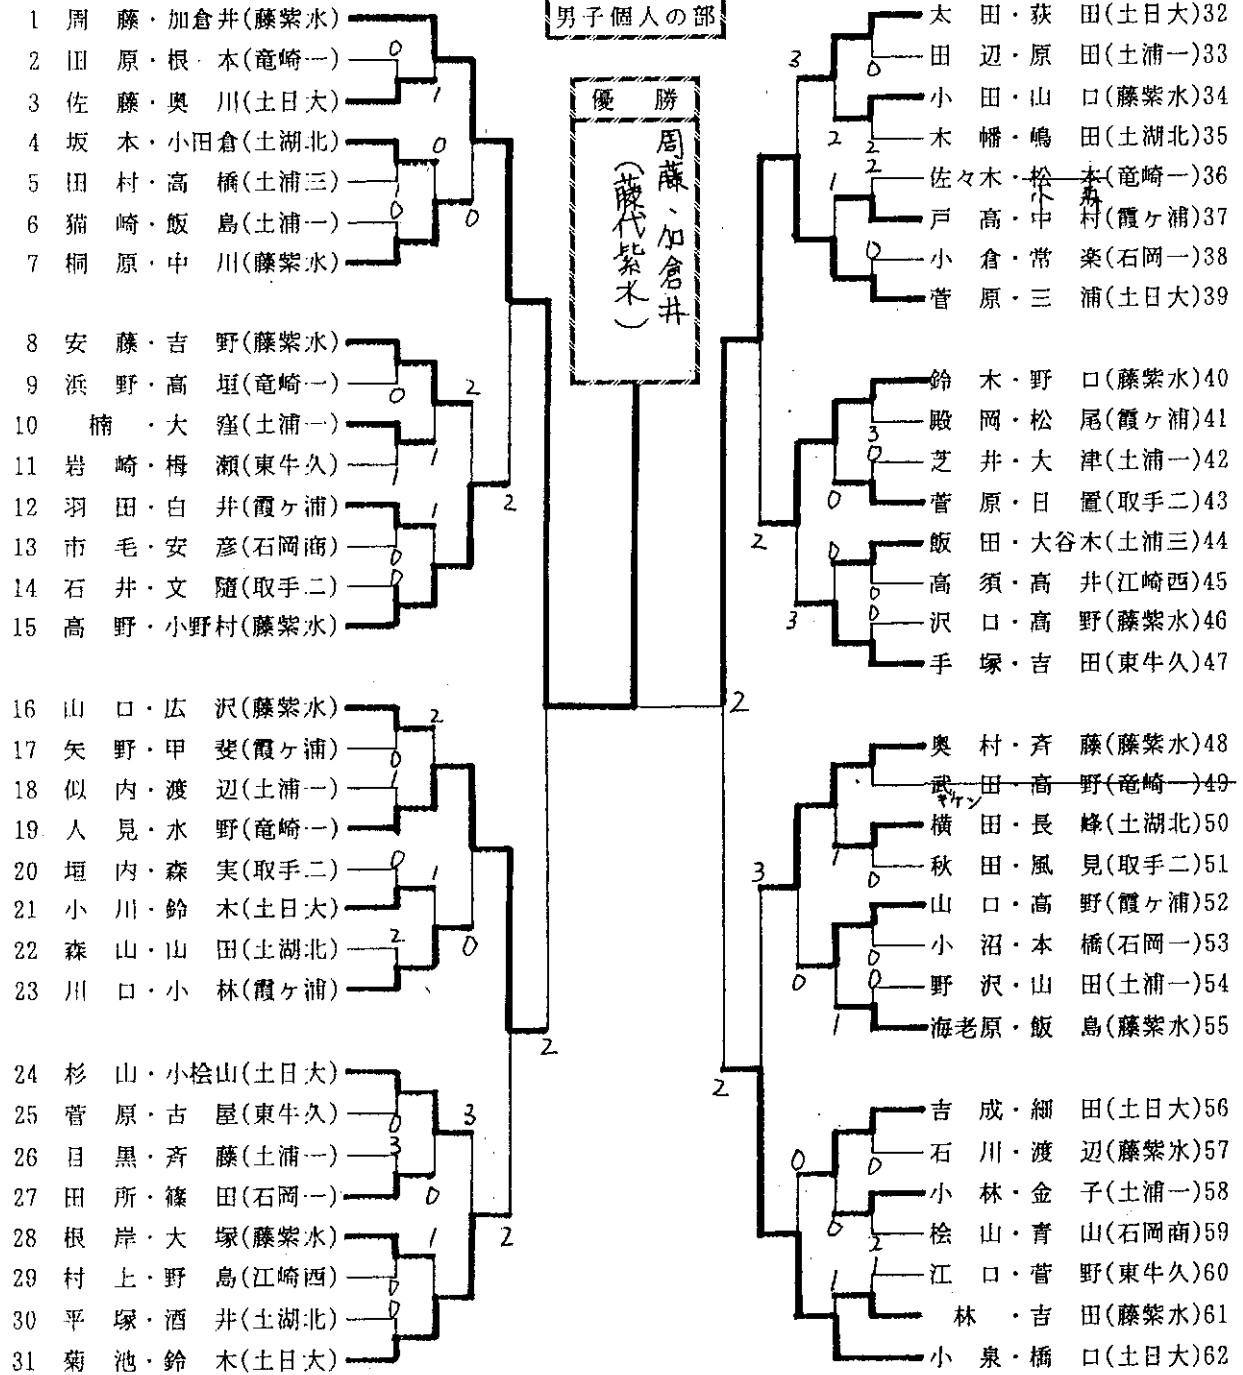 男子個人の部
優 勝
周藤・加倉井
(藤代紫水)
1 周 藤・加倉井(藤紫水)
2 田 原・根 本(竜崎一)
3 佐 藤・奥 川(土日大)
4 坂 本・小田倉(土湖北)
5 田 村・高 橋(土浦三)
6 猫 崎・飯 島(土浦一)
7 桐 原・中 川(藤紫水)
8 安 藤・吉 野(藤紫水)
9 浜 野・高 垣(竜崎一)
10 楠 ・大 窪(土浦一)
11 岩 崎・梅 瀬(東牛久)
12 羽 田・白 井(霞ヶ浦)
13 市 毛・安 彦(石岡商)
14 石 井・文 随(取手二)
15 高 野・小野村(藤紫水)
16 山 口・広 沢(藤紫水)
17 矢 野・甲 斐(霞ヶ浦)
18 似 内・渡 辺(土浦一)
19 人 見・水 野(竜崎一)
20 垣 内・森 実(取手二)
21 小 川・鈴 木(土日大)
22 森 山・山 田(土湖北)
23 川 口・小 林(霞ヶ浦)
24 杉 山・小桧山(土日大)
25 菅 原・古 屋(東牛久)
26 目 黒・斉 藤(土浦一)
27 田 所・篠 田(石岡一)
28 根 岸・大 塚(藤紫水)
29 村 上・野 島(江崎西)
30 平 塚・酒 井(土湖北)
31 菊 池・鈴 木(土日大)
太 田・荻 田(土日大)32
田 辺・原 田(土浦一)33
小 田・山 口(藤紫水)34
木 幡・嶋 田(土湖北)35
佐々木・松 本(竜崎一)36
戸 高・中 村(霞ヶ浦)37
小 倉・常 楽(石岡一)38
菅 原・三 浦(土日大)39
鈴 木・野 口(藤紫水)40
殿 岡・松 尾(霞ヶ浦)41
芝 井・大 津(土浦一)42
菅 原・日 置(取手二)43
飯 田・大谷木(土浦三)44
高 須・高 井(江崎西)45
沢 口・高 野(藤紫水)46
手 塚・吉 田(東牛久)47
奥 村・斉 藤(藤紫水)48
武 田・高 野(竜崎一)49
キケン
横 田・長 峰(土湖北)50
秋 田・風 見(取手二)51
山 口・高 野(霞ヶ浦)52
小 沼・本 橋(石岡一)53
野 沢・山 田(土浦一)54
海老原・飯 島(藤紫水)55
吉 成・細 田(土日大)56
石 川・渡 辺(藤紫水)57
小 林・金 子(土浦一)58
桧 山・青 山(石岡商)59
江 口・菅 野(東牛久)60
林 ・吉 田(藤紫水)61
小 泉・橋 口(土日大)62